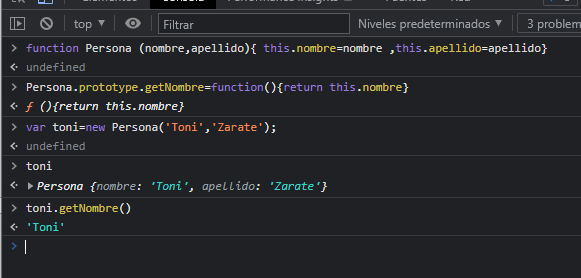 top
Filtrar
Niveles predeterminados
3 problem
function Persona (nombre,apellido){ this.nombre=nombre ,this.apellido=apellido}
undefined
Persona.prototype.getNombre=function(){return this.nombre}
ƒ (){return this.nombre}
var toni=new Persona('Toni','Zarate');
undefined
toni
Persona {nombre: 'Toni', apellido: 'Zarate'}
toni.getNombre()
'Toni'